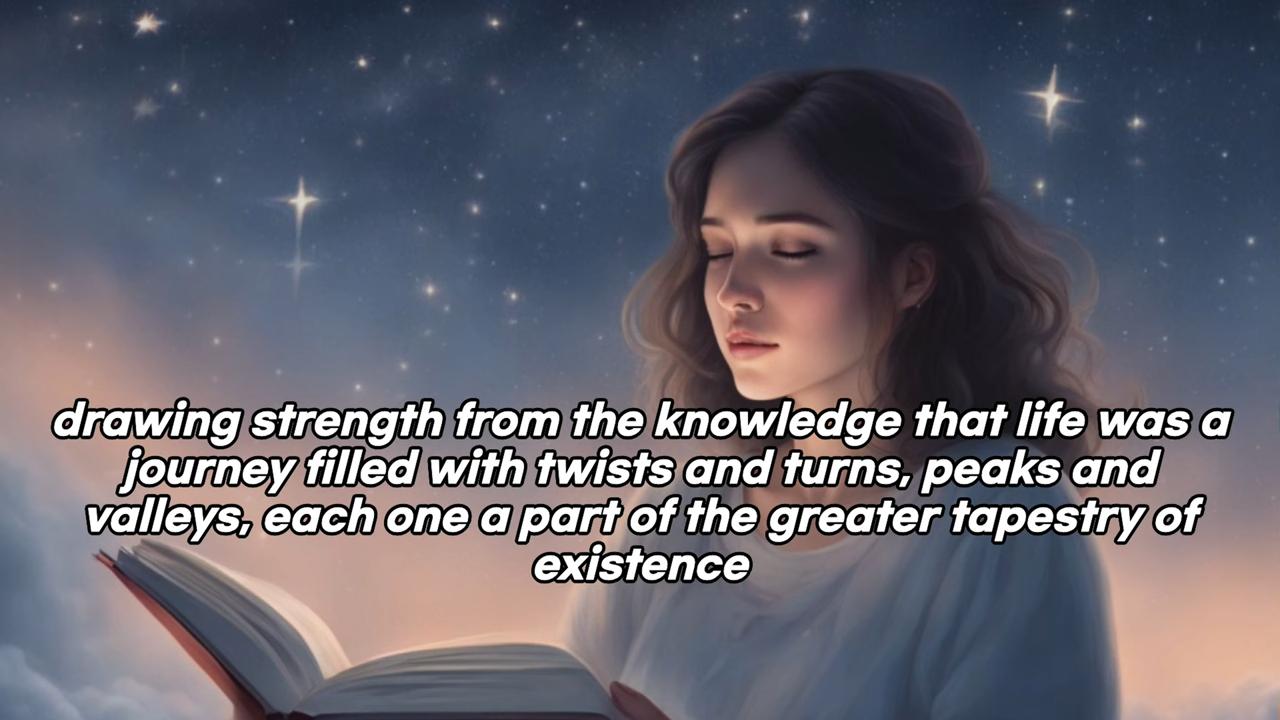 drawing strength from the knowledge that life was a
journey filled with twists and turns, peaks and
valleys, each one a part of the greater tapestry of
existence